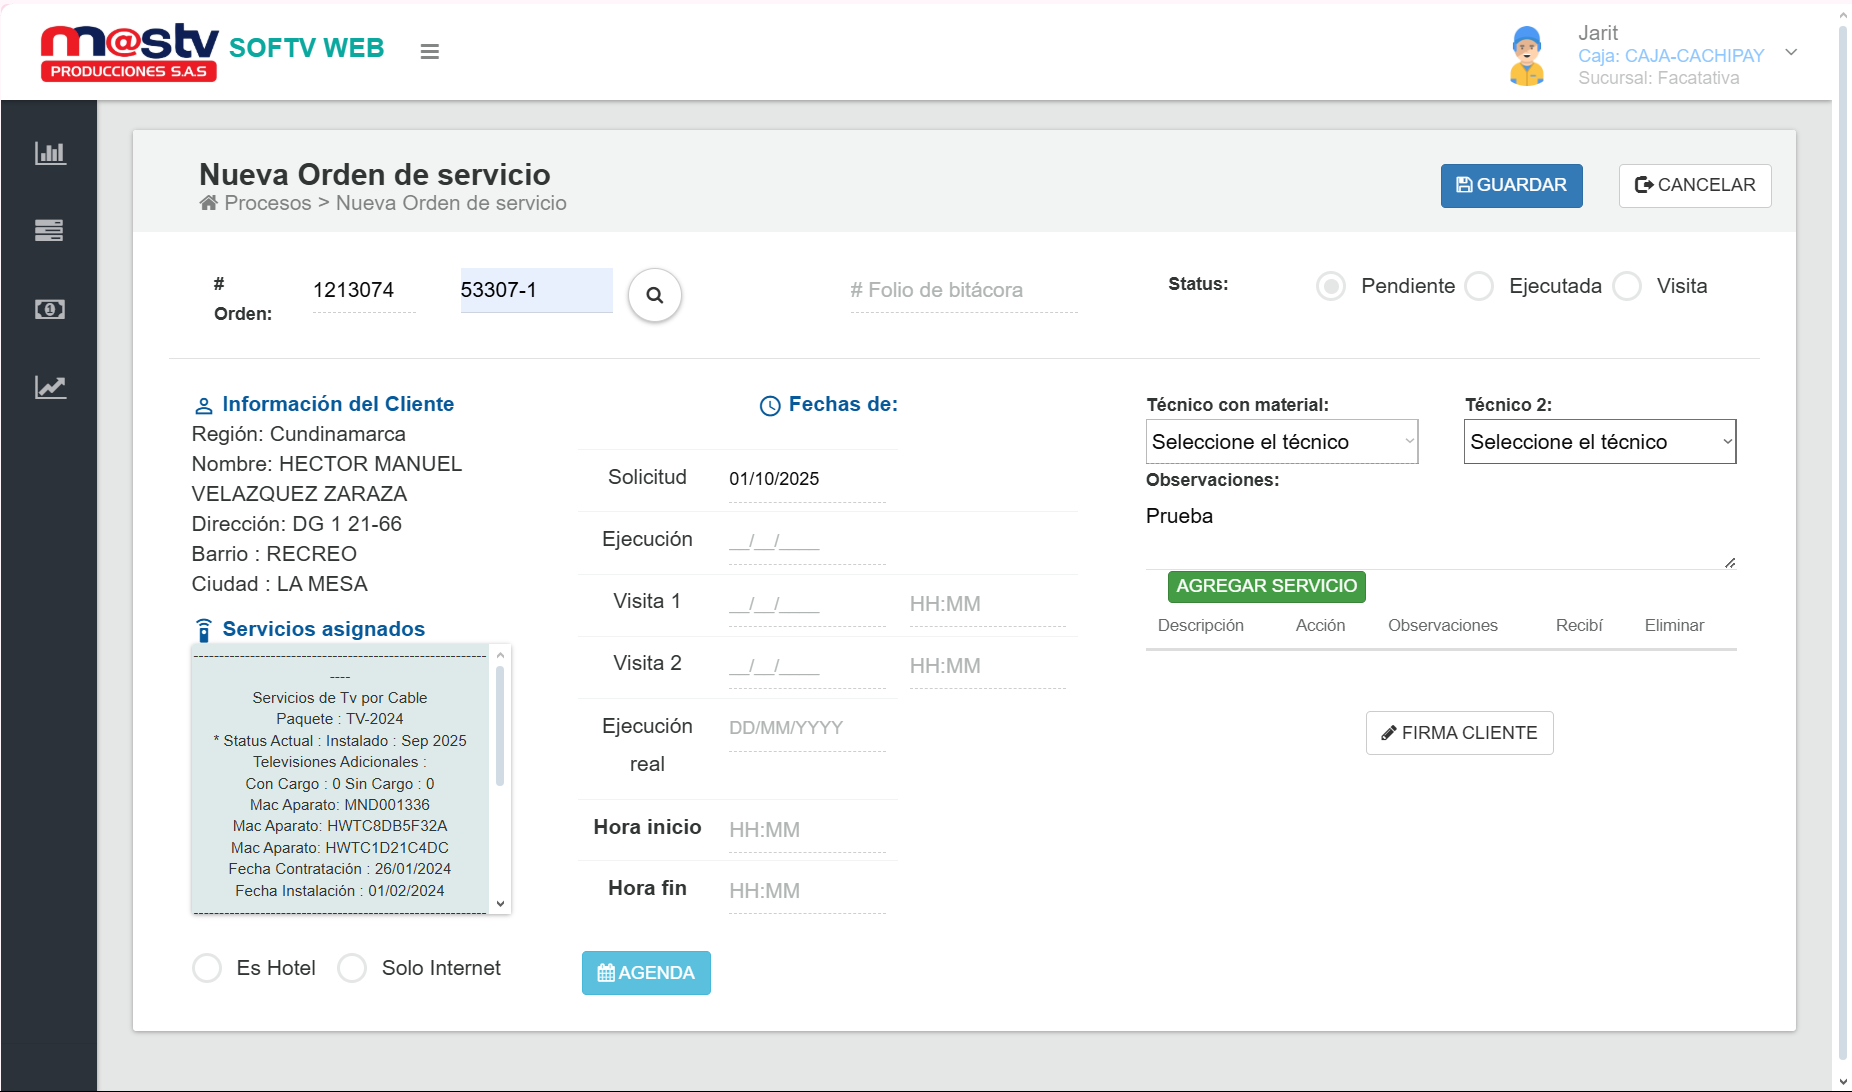 m@stv
PRODUCCIONES S.A.S
SOFTV WEB
Jarit
Caja: CAJA-CACHIPAY
Sucursal: Facatativa
Nueva Orden de servicio
Procesos > Nueva Orden de servicio
GUARDAR
CANCELAR
#
Orden:
1213074
53307-1
# Folio de bitácora
Status:
Pendiente
Ejecutada
Visita
Información del Cliente
Región: Cundinamarca
Nombre: HECTOR MANUEL
VELAZQUEZ ZARAZA
Dirección: DG 1 21-66
Barrio : RECREO
Ciudad : LA MESA
Servicios asignados
----
Servicios de Tv por Cable
Paquete : TV-2024
* Status Actual : Instalado : Sep 2025
Televisiones Adicionales :
Con Cargo : 0 Sin Cargo : 0
Mac Aparato: MND001336
Mac Aparato: HWTC8DB5F32A
Mac Aparato: HWTC1D21C4DC
Fecha Contratación : 26/01/2024
Fecha Instalación : 01/02/2024
Es Hotel
Solo Internet
Fechas de:
Solicitud
01/10/2025
Ejecución
__/__/____
Visita 1
__/__/____
HH:MM
Visita 2
__/__/____
HH:MM
Ejecución
real
DD/MM/YYYY
Hora inicio
HH:MM
Hora fin
HH:MM
AGENDA
Técnico con material:
Seleccione el técnico
Técnico 2:
Seleccione el técnico
Observaciones:
Prueba
AGREGAR SERVICIO
Descripción
Acción
Observaciones
Recibí
Eliminar
FIRMA CLIENTE